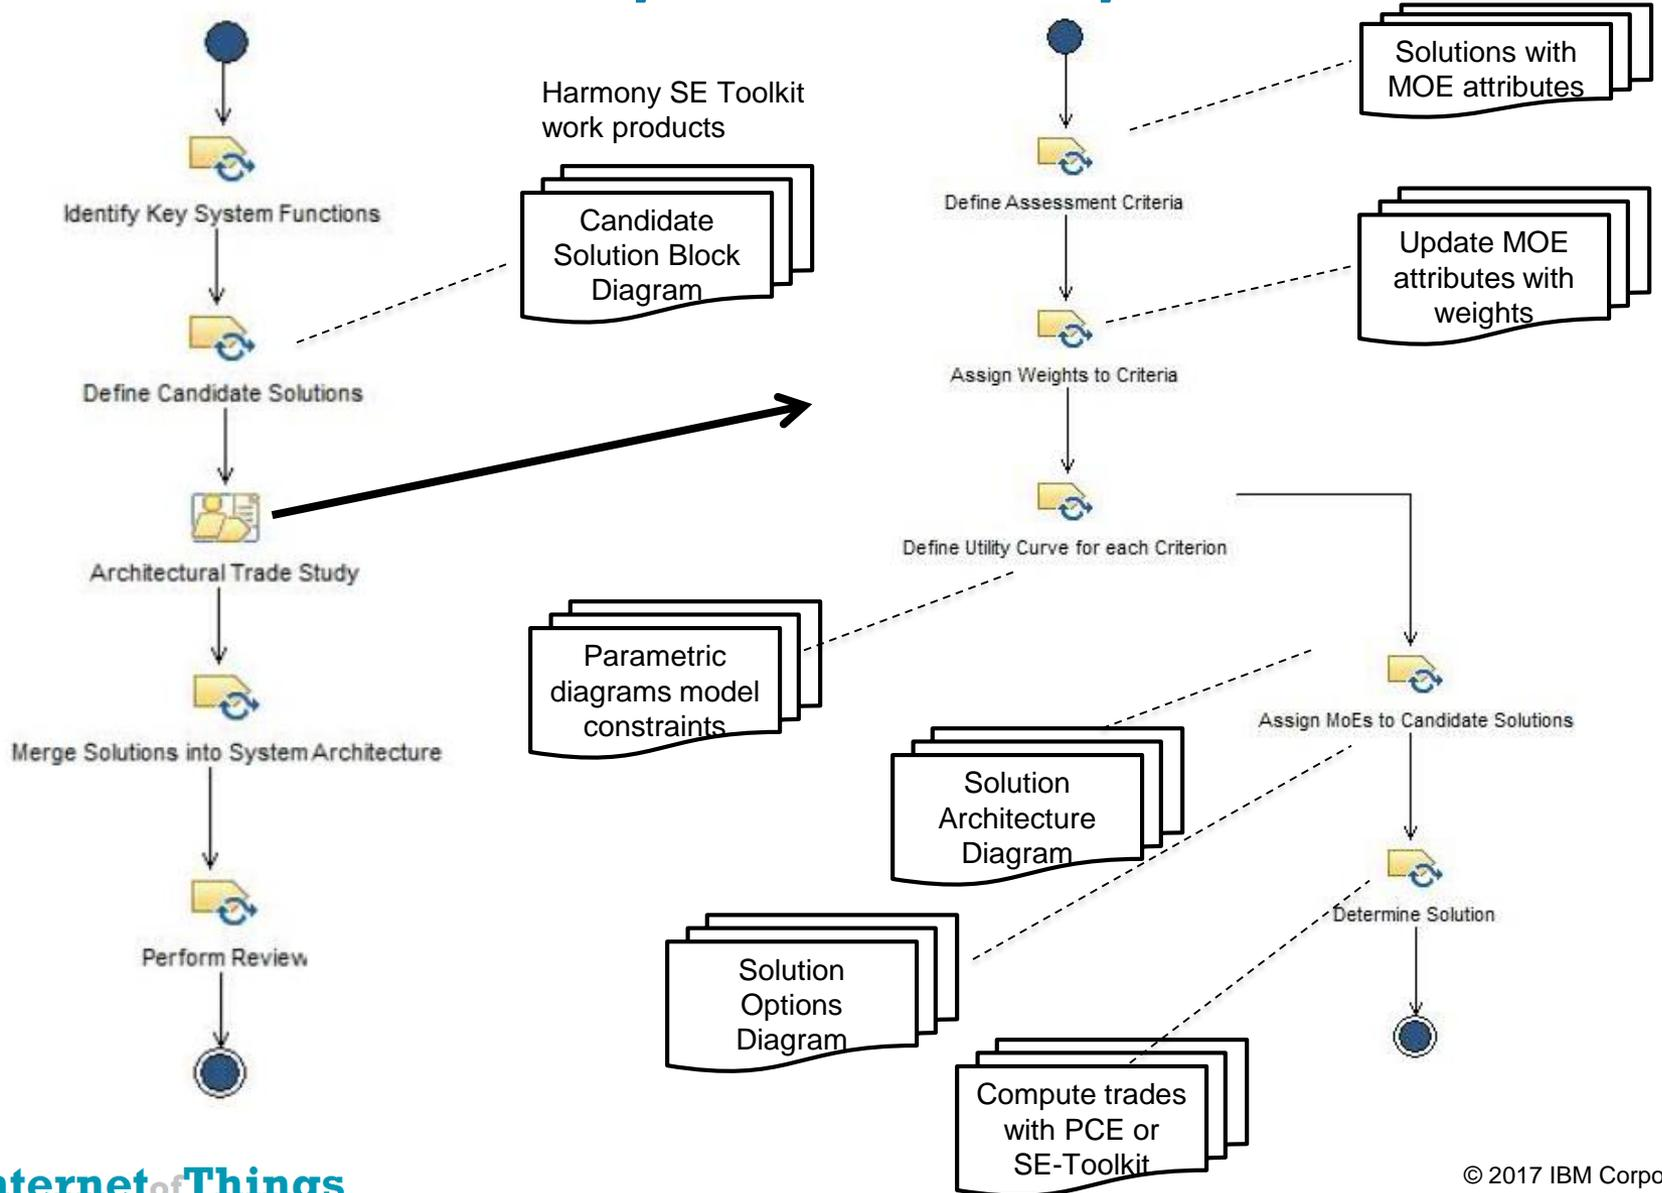 Harmony SE Toolkit
work products
Identify Key System Functions
Candidate
Solution Block
Diagram
Define Candidate Solutions
Architectural Trade Study
Merge Solutions into System Architecture
Perform Review
Solutions with
MOE attributes
Define Assessment Criteria
Update MOE
attributes with
weights
Assign Weights to Criteria
Define Utility Curve for each Criterion
Parametric
diagrams model
constraints
Assign MoEs to Candidate Solutions
Solution
Architecture
Diagram
Determine Solution
Solution
Options
Diagram
Compute trades
with PCE or
SE-Toolkit
nternetofThings
© 2017 IBM Corpo